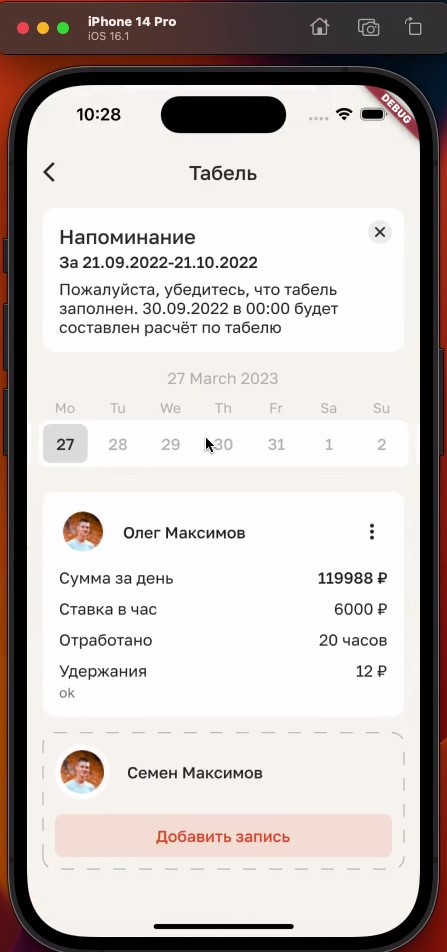 iPhone 14 Pro
iOS 16.1
10:28
DEBUG
Табель
Напоминание
За 21.09.2022-21.10.2022
Пожалуйста, убедитесь, что табель
заполнен. 30.09.2022 в 00:00 будет
составлен расчёт по табелю
27 March 2023
Mo Tu We Th Fr Sa Su
27 28 29 30 31 1 2
Олег Максимов
Сумма за день 119988 ₽
Ставка в час 6000 ₽
Отработано 20 часов
Удержания 12 ₽
ok
Семен Максимов
Добавить запись